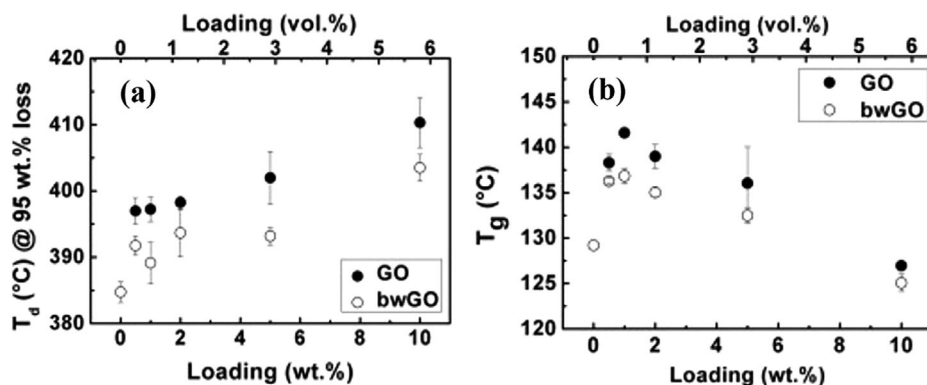 Loading (vol.%)
0 1 2 3 4 5 6
420
410
400
390
380
T_d (°C) @ 95 wt.% loss
(a)
GO
bwGO
0 2 4 6 8 10
Loading (wt.%)
Loading (vol.%)
0 1 2 3 4 5 6
150
145
140
135
130
125
120
T_g (°C)
(b)
GO
bwGO
0 2 4 6 8 10
Loading (wt.%)